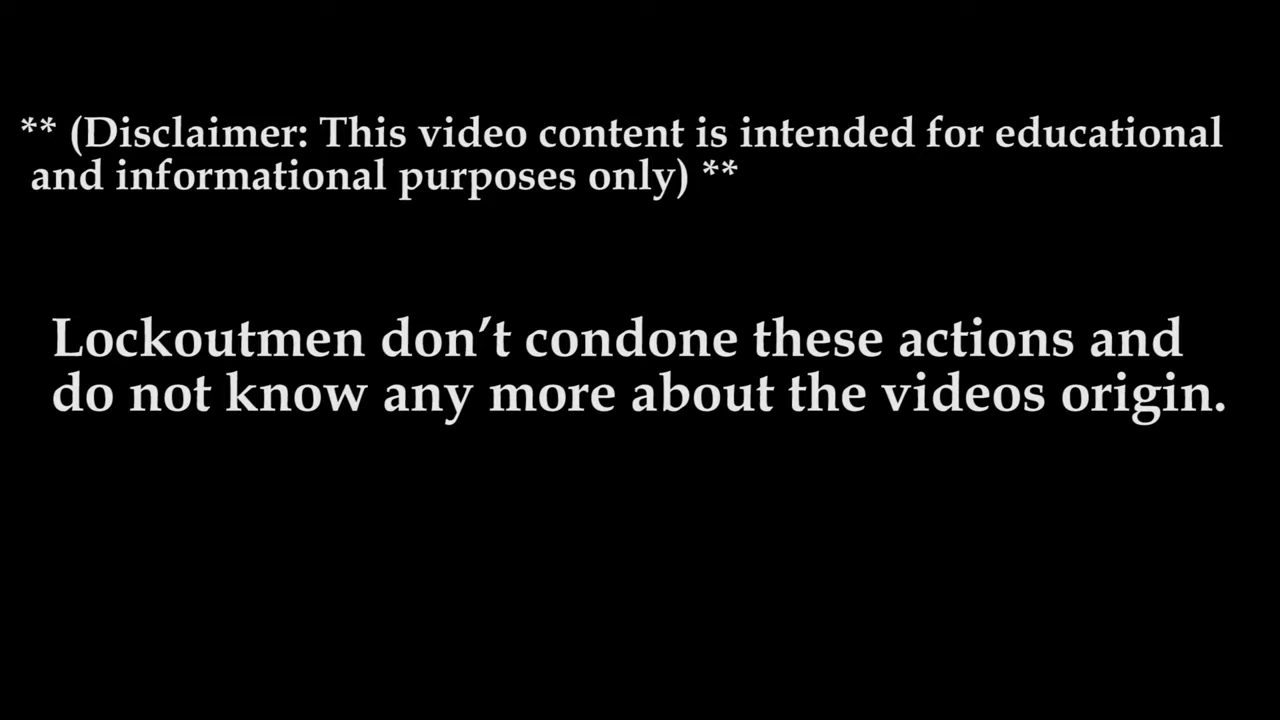 ** (Disclaimer: This video content is intended for educational
and informational purposes only) **
Lockoutmen don’t condone these actions and
do not know any more about the videos origin.